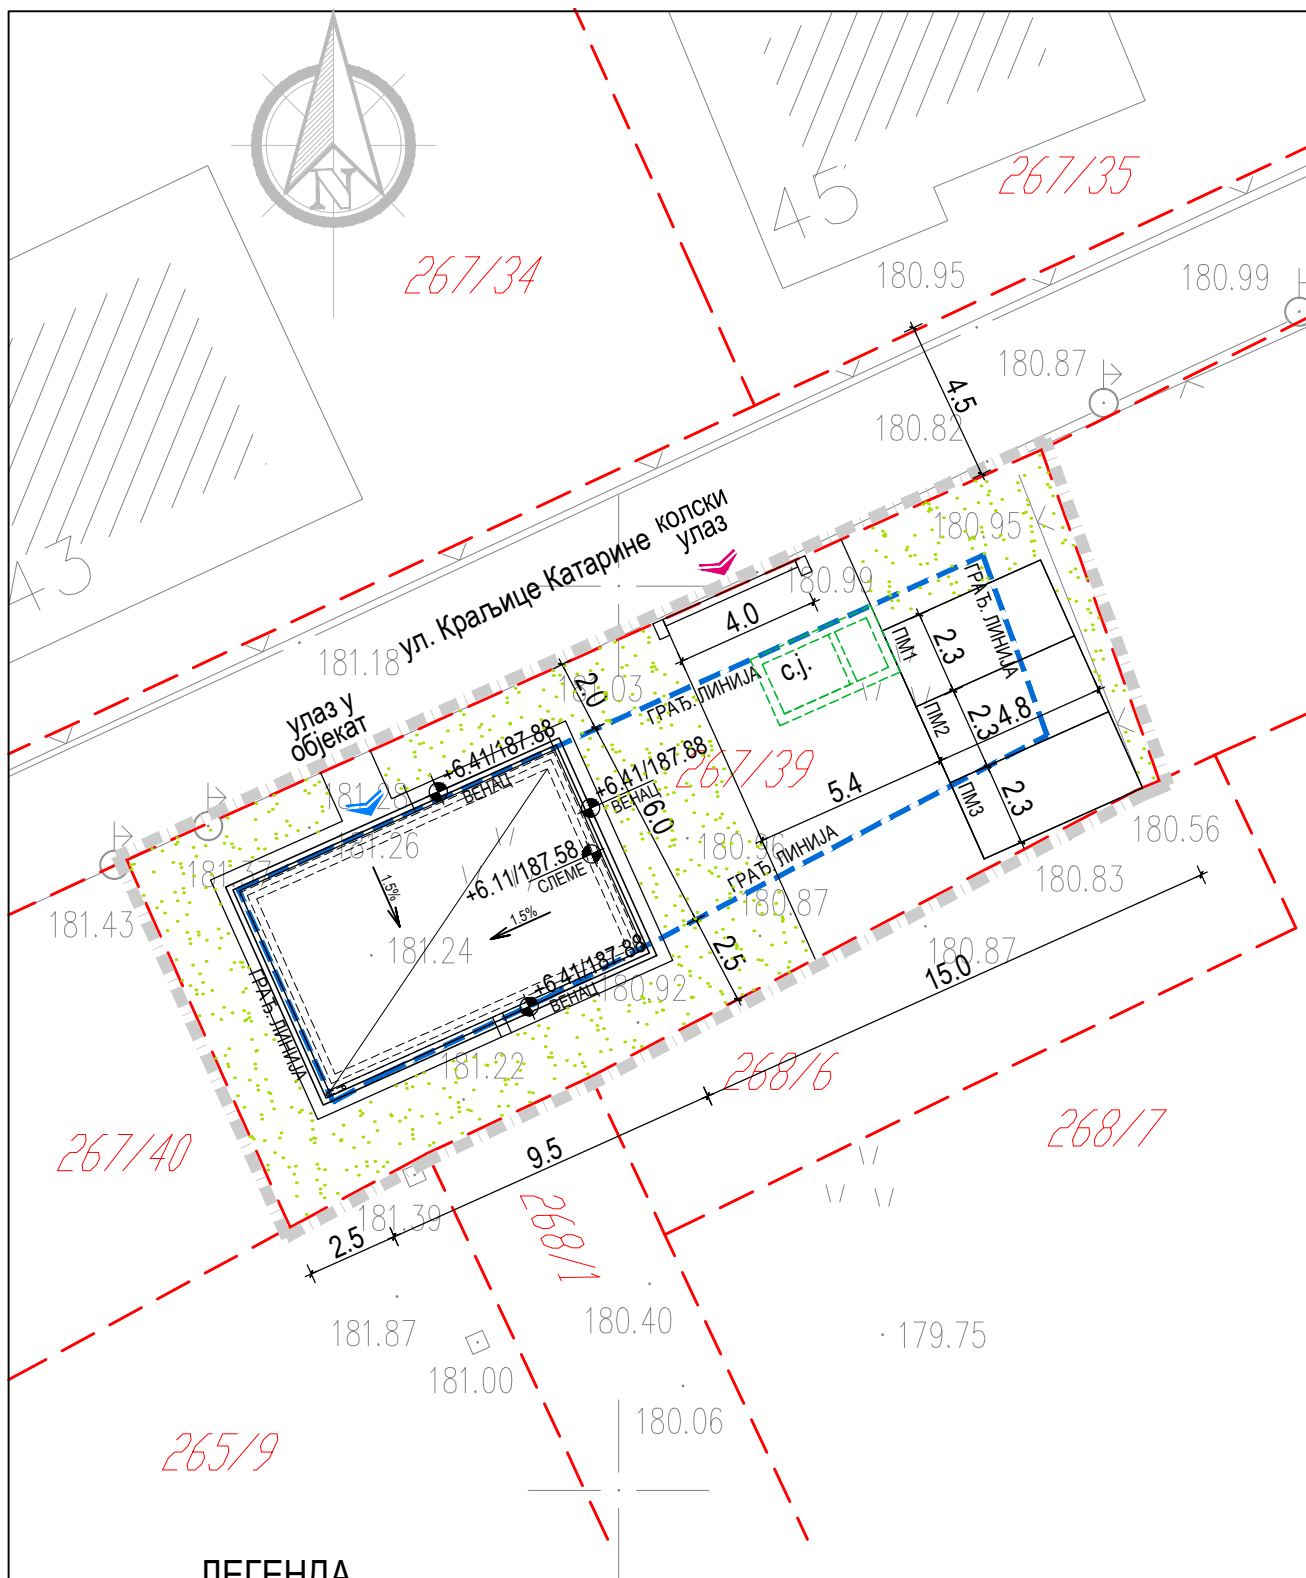 N
45
267/35
267/34
180.95
180.99
180.87
4.5
180.82
43
колски
улаз
ул. Краљице Катарине
180.95
180.99
ГРАЂ. ЛИНИЈА
181.18
4.0
ПМ1
2.3
с.ј.
181.03
2.0
ГРАЂ. ЛИНИЈА
улаз у
објекат
ПМ2
2.3
4.8
267/39
+6.41/187.88
ВЕНАЦ
+6.41/187.88
ВЕНАЦ
181.28
5.4
ПМ3
2.3
6.0
181.26
180.96
180.56
181.37
+6.11/187.58
СЛЕМЕ
ГРАЂ. ЛИНИЈА
180.83
1.5%
1.5%
181.43
180.87
181.24
+6.41/187.88
ВЕНАЦ
2.5
180.87
15.0
ГРАЂ. ЛИНИЈА
180.92
181.22
268/6
268/7
267/40
9.5
181.39
268/1
2.5
181.87
180.40
179.75
181.00
180.06
265/9
ЛЕГЕНДА